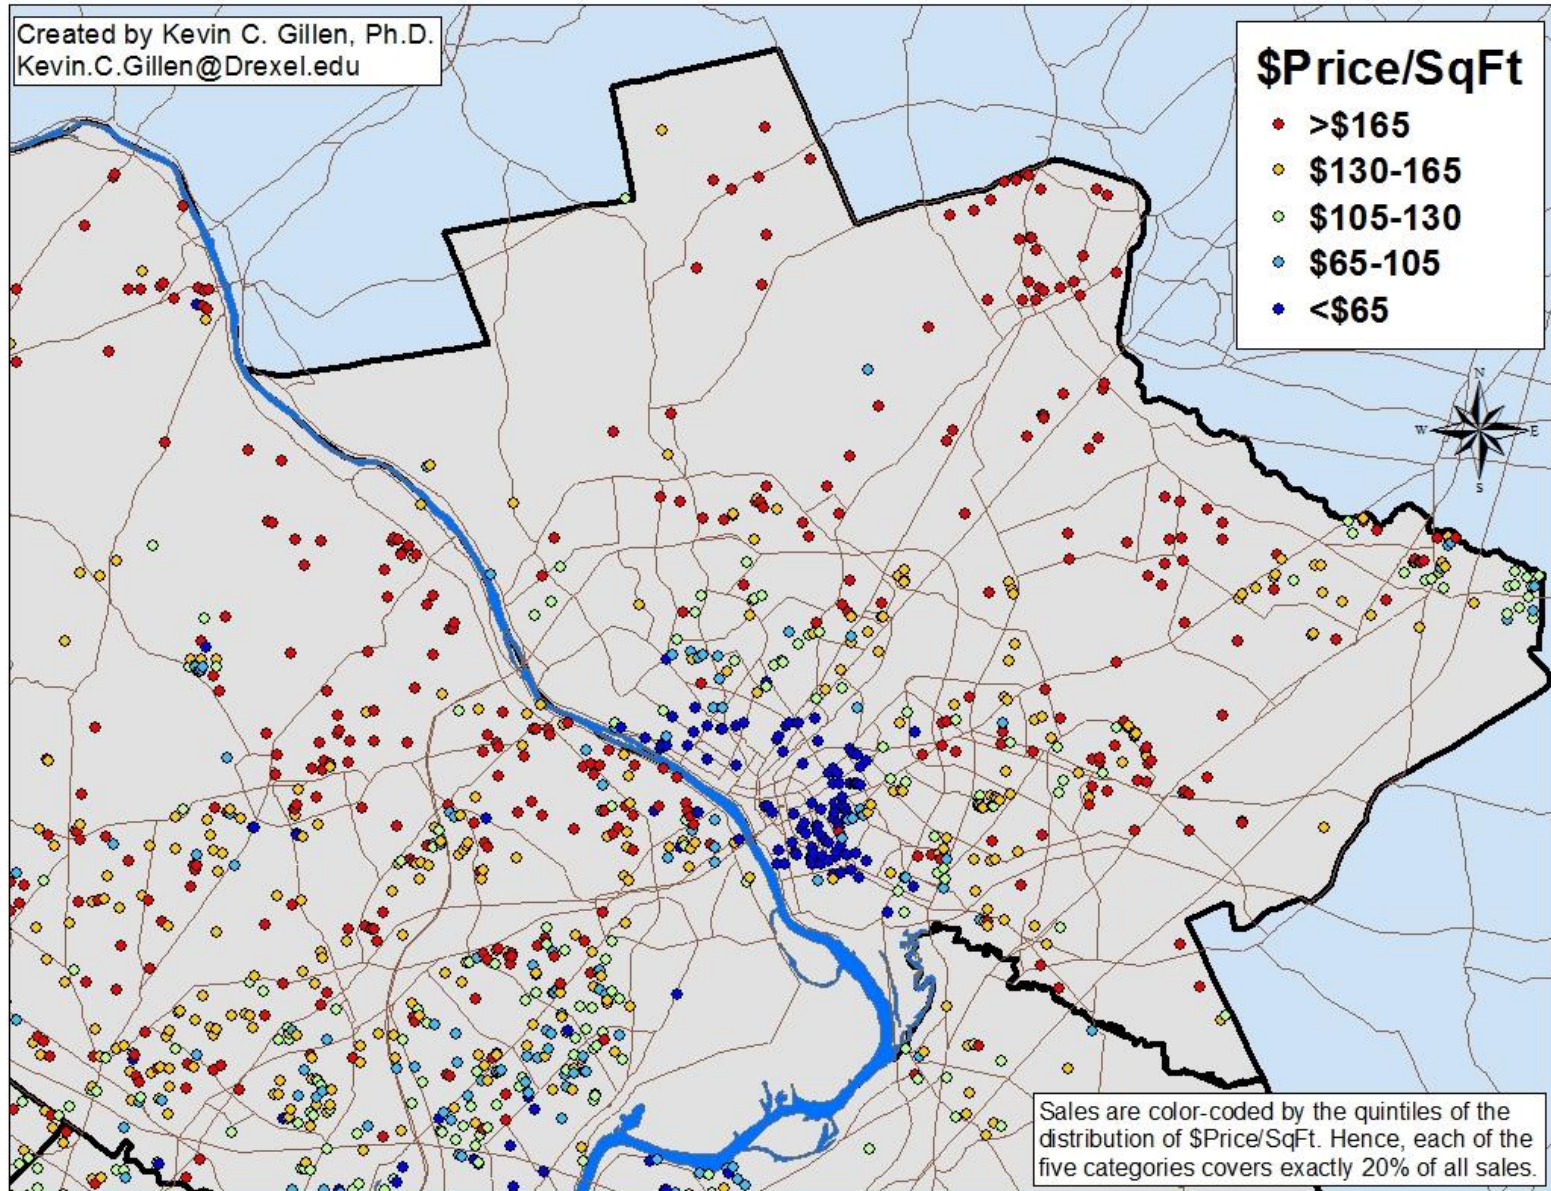 Created by Kevin C. Gillen, Ph.D.
Kevin.C.Gillen@Drexel.edu
$Price/SqFt
>$165
$130-165
$105-130
$65-105
<$65
N
W E
S
Sales are color-coded by the quintiles of the
distribution of $Price/SqFt. Hence, each of the
five categories covers exactly 20% of all sales.